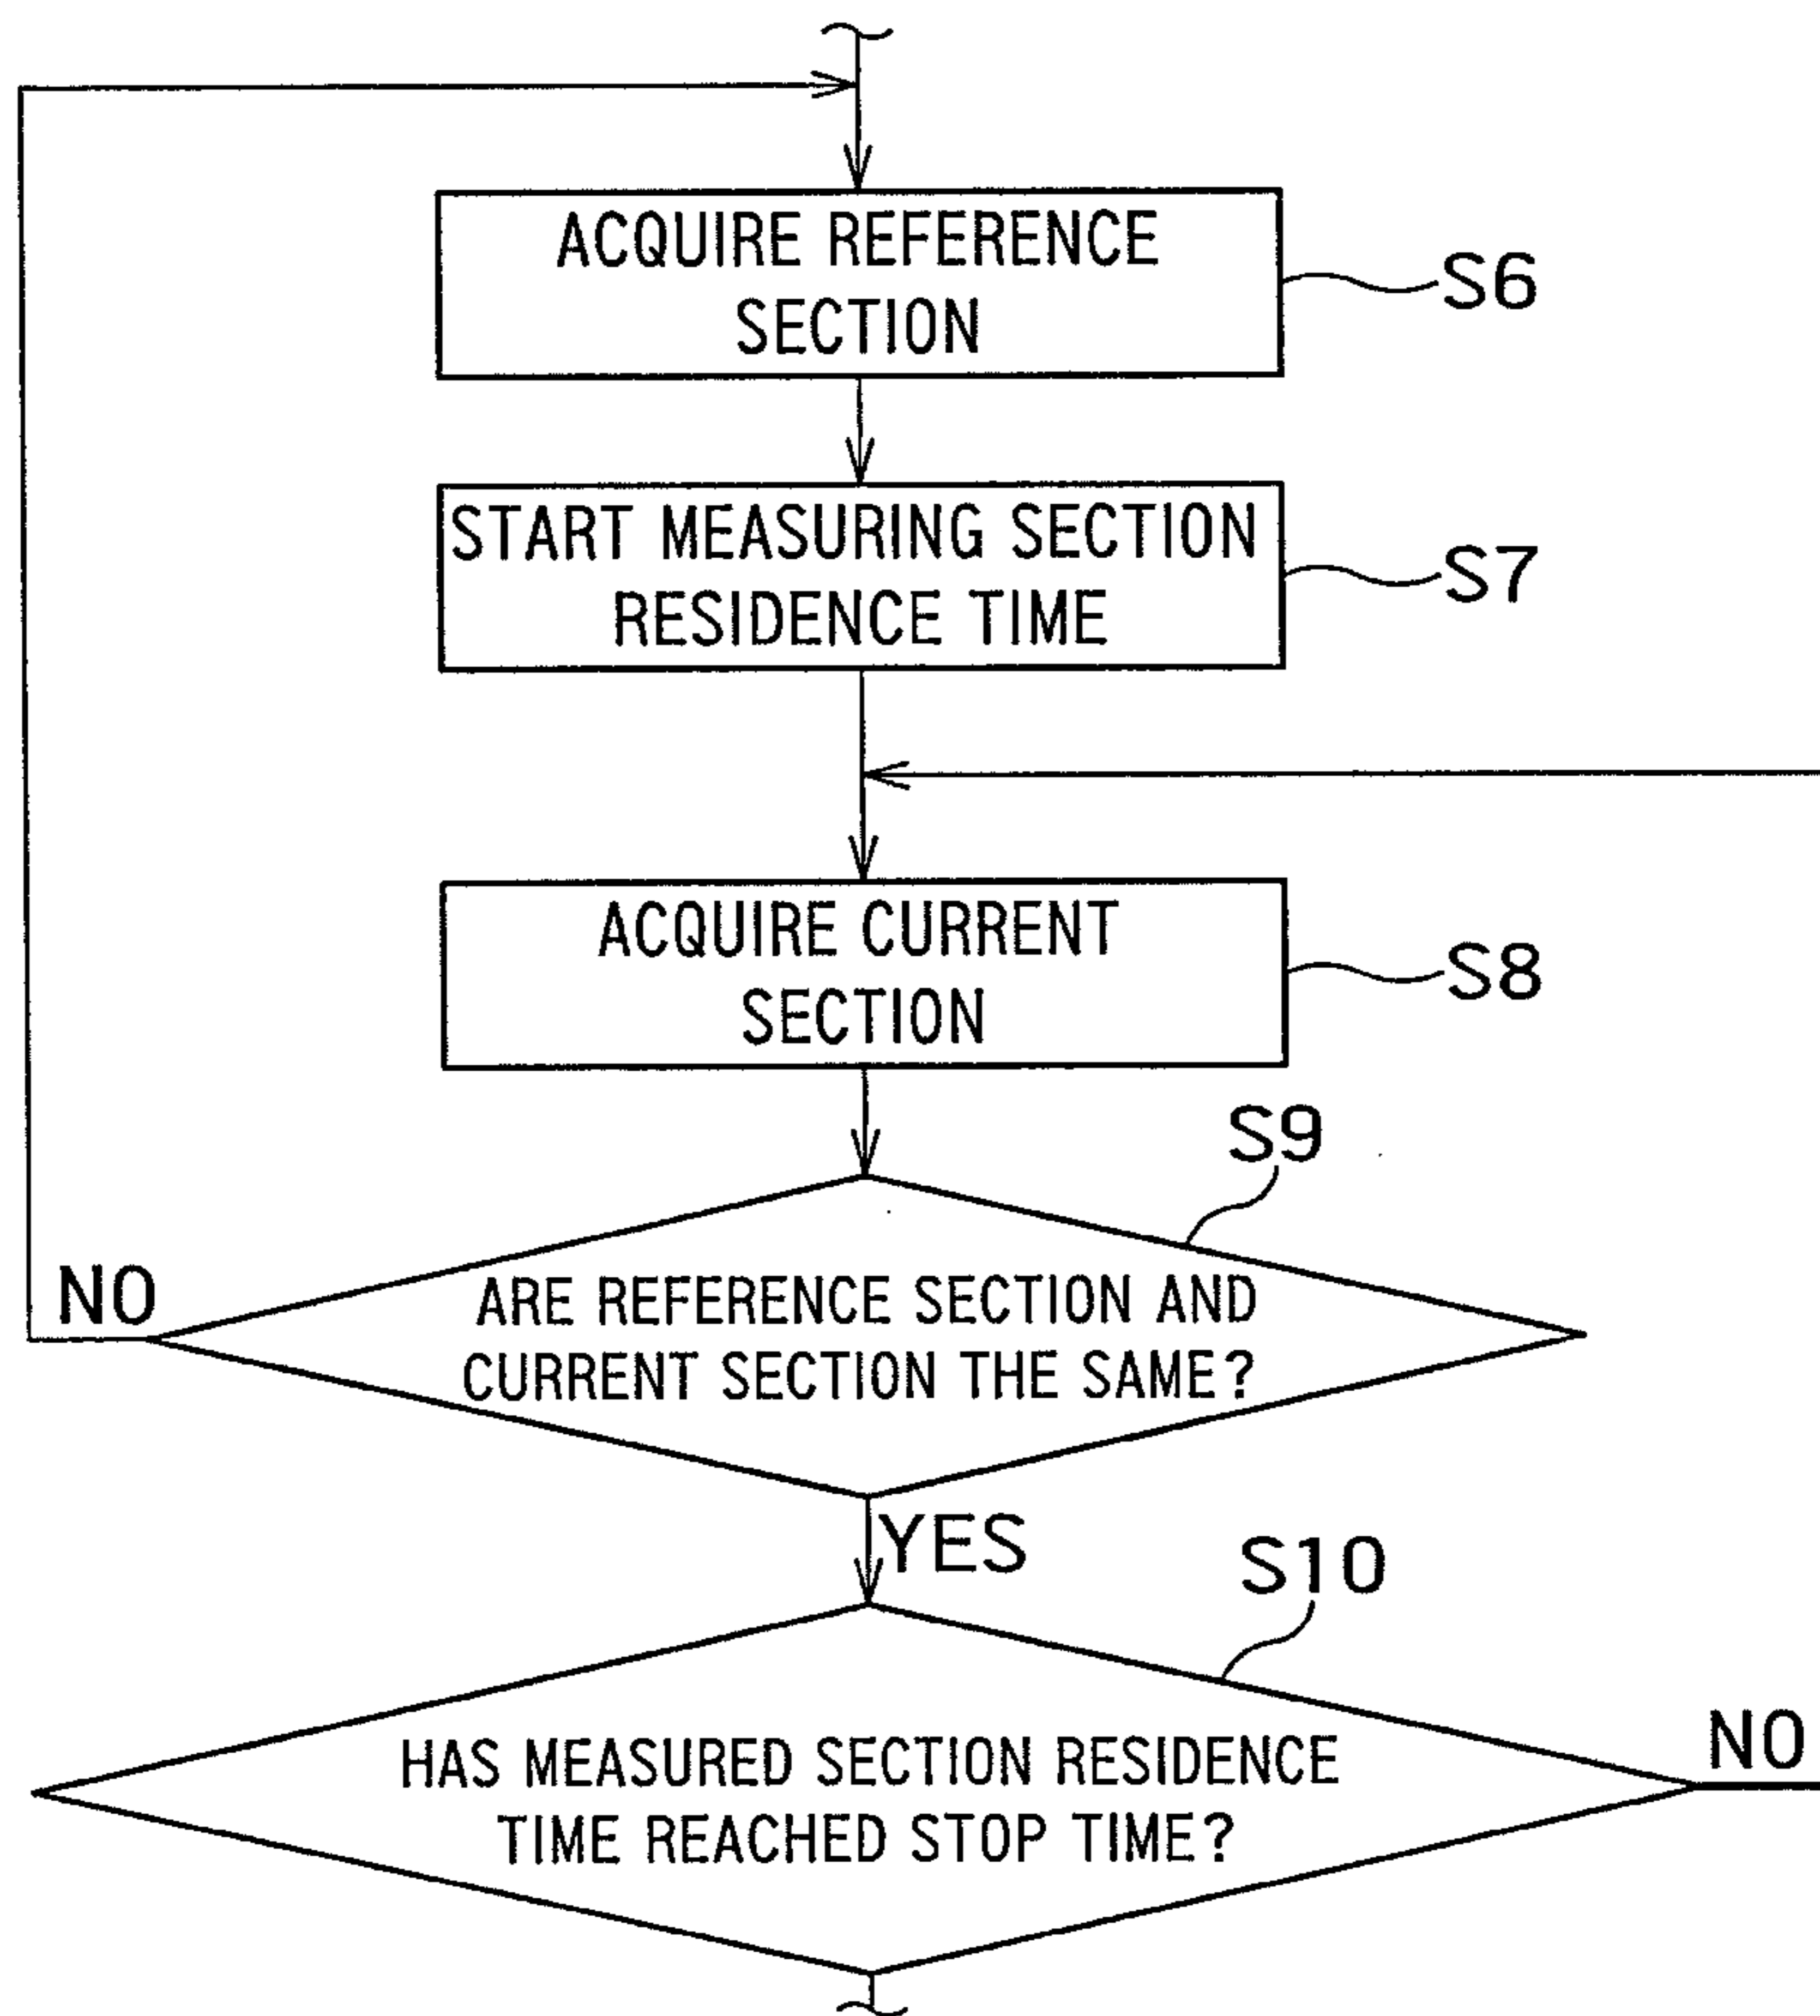 ACQUIRE REFERENCE
SECTION
S6
START MEASURING SECTION
RESIDENCE TIME
S7
ACQUIRE CURRENT
SECTION
S8
S9
NO
ARE REFERENCE SECTION AND
CURRENT SECTION THE SAME?
YES
S10
HAS MEASURED SECTION RESIDENCE
TIME REACHED STOP TIME?
NO